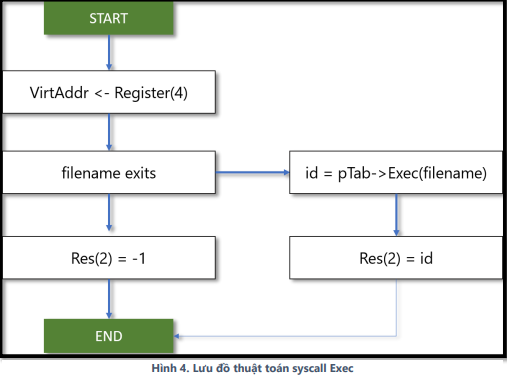 START
VirtAddr <- Register(4)
filename exits
id = pTab->Exec(filename)
Res(2) = -1
Res(2) = id
END
Hình 4. Lưu đồ thuật toán syscall Exec